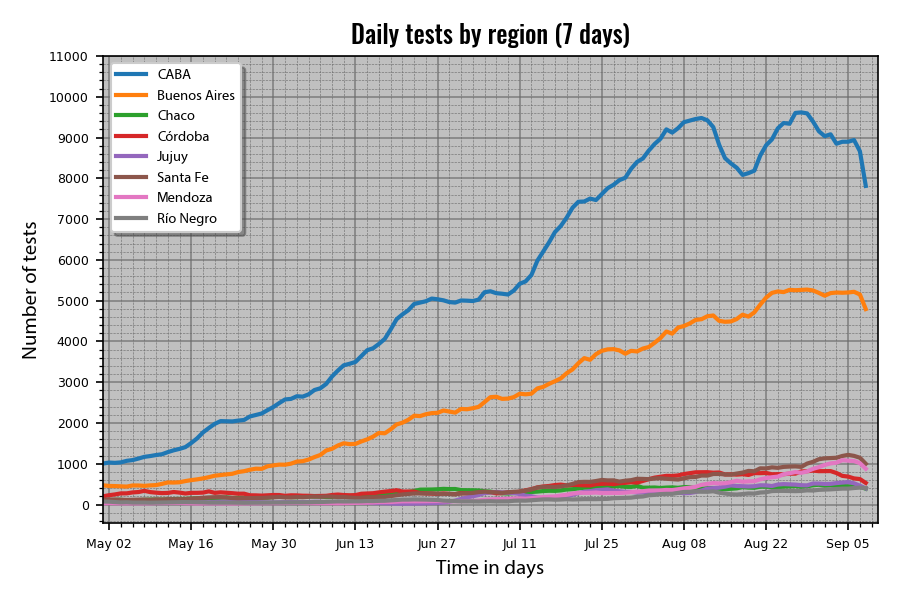 Daily tests by region (7 days)
11000
10000
9000
8000
7000
6000
5000
4000
3000
2000
1000
0
Number of tests
CABA
Buenos Aires
Chaco
Córdoba
Jujuy
Santa Fe
Mendoza
Río Negro
May 02 May 16 May 30 Jun 13 Jun 27 Jul 11 Jul 25 Aug 08 Aug 22 Sep 05
Time in days